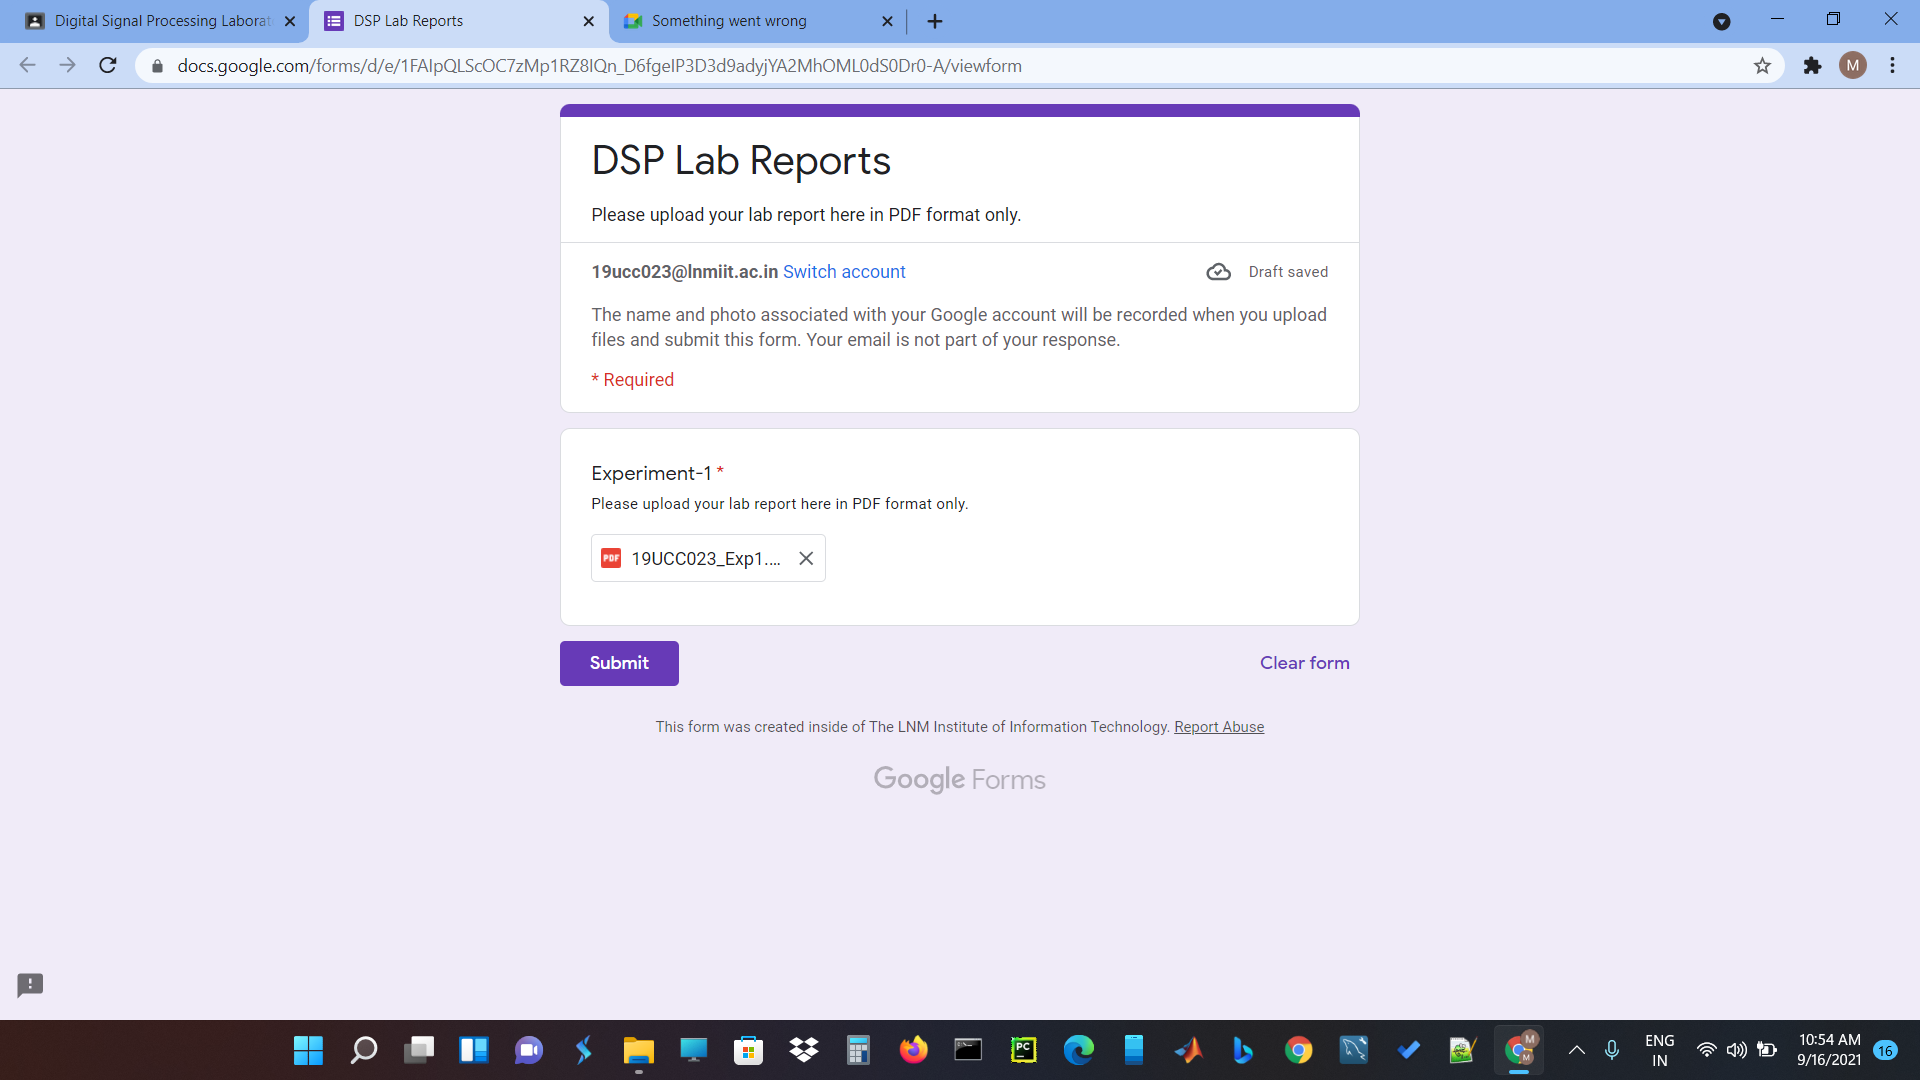 Digital Signal Processing Laborat
DSP Lab Reports
Something went wrong
docs.google.com/forms/d/e/1FAIpQLScOC7zMp1RZ8IQn_D6fgeIP3D3d9adyjYA2MhOML0dS0Dr0-A/viewform
M
DSP Lab Reports
Please upload your lab report here in PDF format only.
19ucc023@lnmiit.ac.in Switch account
Draft saved
The name and photo associated with your Google account will be recorded when you upload
files and submit this form. Your email is not part of your response.
* Required
Experiment-1 *
Please upload your lab report here in PDF format only.
PDF 19UCC023_Exp1....
Submit
Clear form
This form was created inside of The LNM Institute of Information Technology. Report Abuse
Google Forms
PC
M
M
ENG
IN
10:54 AM
9/16/2021
16